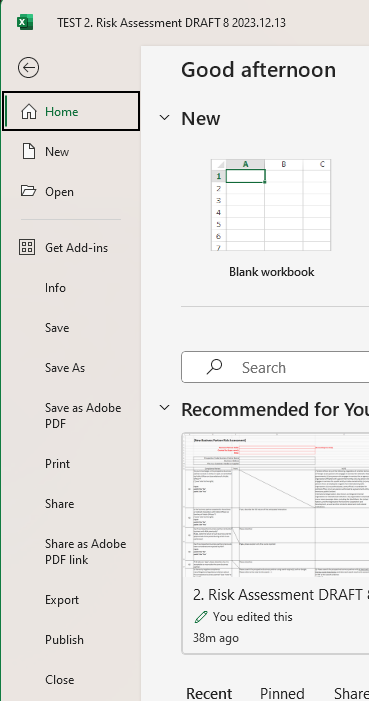 TEST 2. Risk Assessment DRAFT 8 2023.12.13
Good afternoon
Home
New
Open
Get Add-ins
Info
Save
Save As
Save as Adobe
PDF
Print
Share
Share as Adobe
PDF link
Export
Publish
Close
New
A B C
1
2
3
4
5
6
7
Blank workbook
Search
Recommended for You
2. Risk Assessment DRAFT 8
You edited this
38m ago
Recent Pinned Share